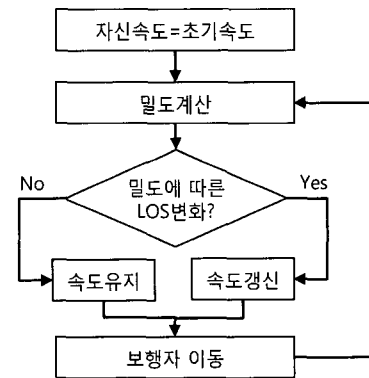 자신속도=초기속도
밀도계산
No
밀도에 따른
Yes
LOS변화?
속도유지
속도갱신
보행자 이동